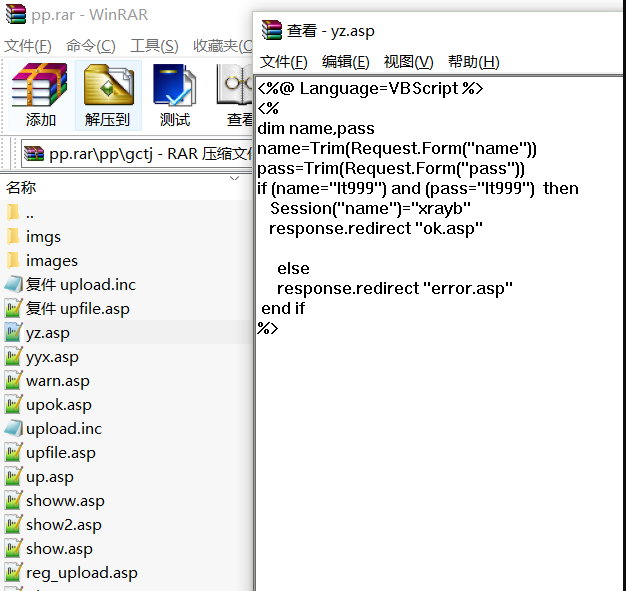 pp.rar - WinRAR
文件(F) 命令(C) 工具(S) 收藏夹(O
添加 解压到 测试 查看
pp.rar\pp\gctj - RAR 压缩文件
名称
..
imgs
images
复件 upload.inc
复件 upfile.asp
yz.asp
yyx.asp
warn.asp
upok.asp
upload.inc
upfile.asp
up.asp
showw.asp
show2.asp
show.asp
reg_upload.asp
查看 - yz.asp
文件(F) 编辑(E) 视图(V) 帮助(H)
<%@ Language=VBScript %>
<%
dim name,pass
name=Trim(Request.Form("name"))
pass=Trim(Request.Form("pass"))
if (name="lt999") and (pass="lt999") then
Session("name")="xrayb"
response.redirect "ok.asp"
else
response.redirect "error.asp"
end if
%>